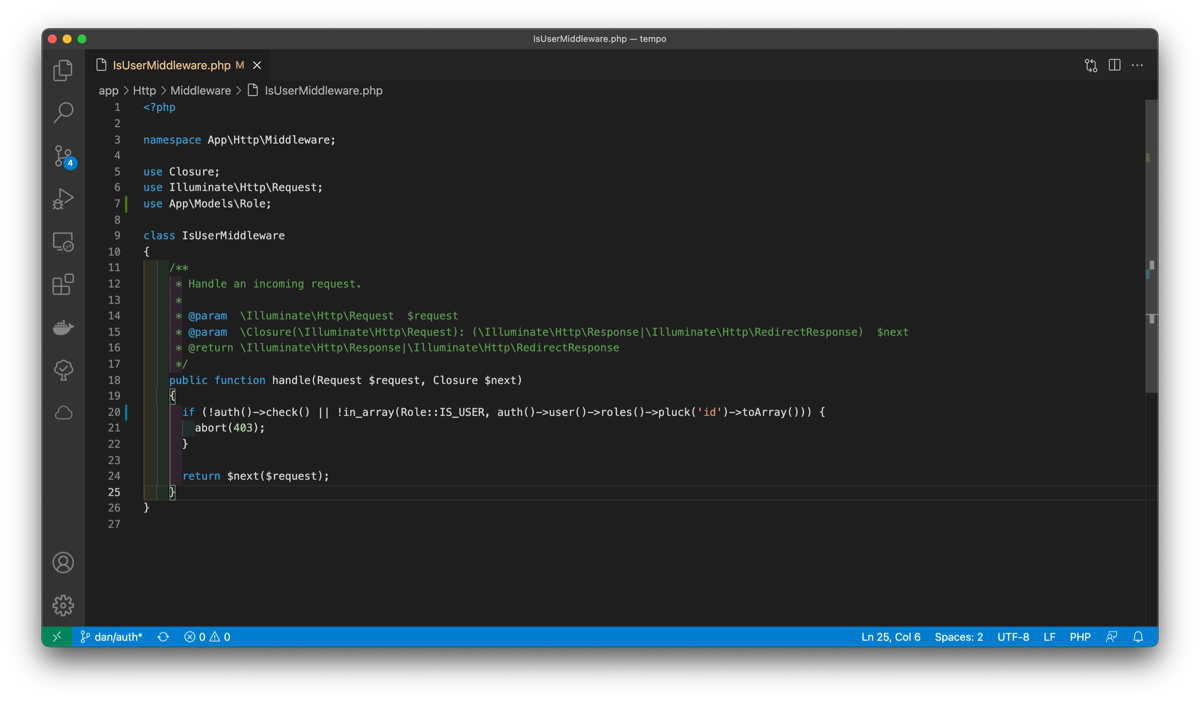 IsUserMiddleware.php — tempo
IsUserMiddleware.php M
app > Http > Middleware > IsUserMiddleware.php
1 <?php
2
3 namespace App\Http\Middleware;
4
5 use Closure;
6 use Illuminate\Http\Request;
7 use App\Models\Role;
8
9 class IsUserMiddleware
10 {
11     /**
12      * Handle an incoming request.
13      *
14      * @param  \Illuminate\Http\Request  $request
15      * @param  \Closure(\Illuminate\Http\Request): (\Illuminate\Http\Response|\Illuminate\Http\RedirectResponse)  $next
16      * @return \Illuminate\Http\Response|\Illuminate\Http\RedirectResponse
17      */
18     public function handle(Request $request, Closure $next)
19     {
20       if (!auth()->check() || !in_array(Role::IS_USER, auth()->user()->roles()->pluck('id')->toArray())) {
21         abort(403);
22       }
23
24       return $next($request);
25     }
26 }
27
4
dan/auth* 0 0 Ln 25, Col 6 Spaces: 2 UTF-8 LF PHP